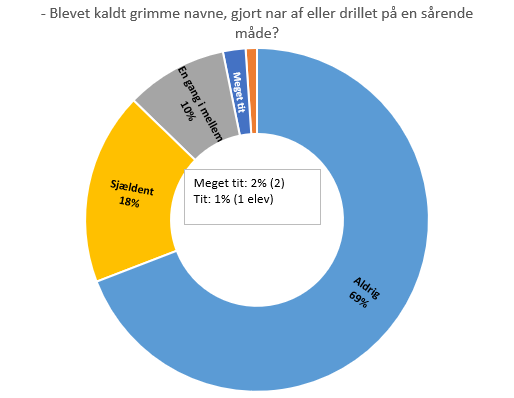 - Blevet kaldt grimme navne, gjort nar af eller drillet på en sårende
måde?
Meget tit
En gang i mellem
10%
Sjældent
18%
Meget tit: 2% (2)
Tit: 1% (1 elev)
Aldrig
69%